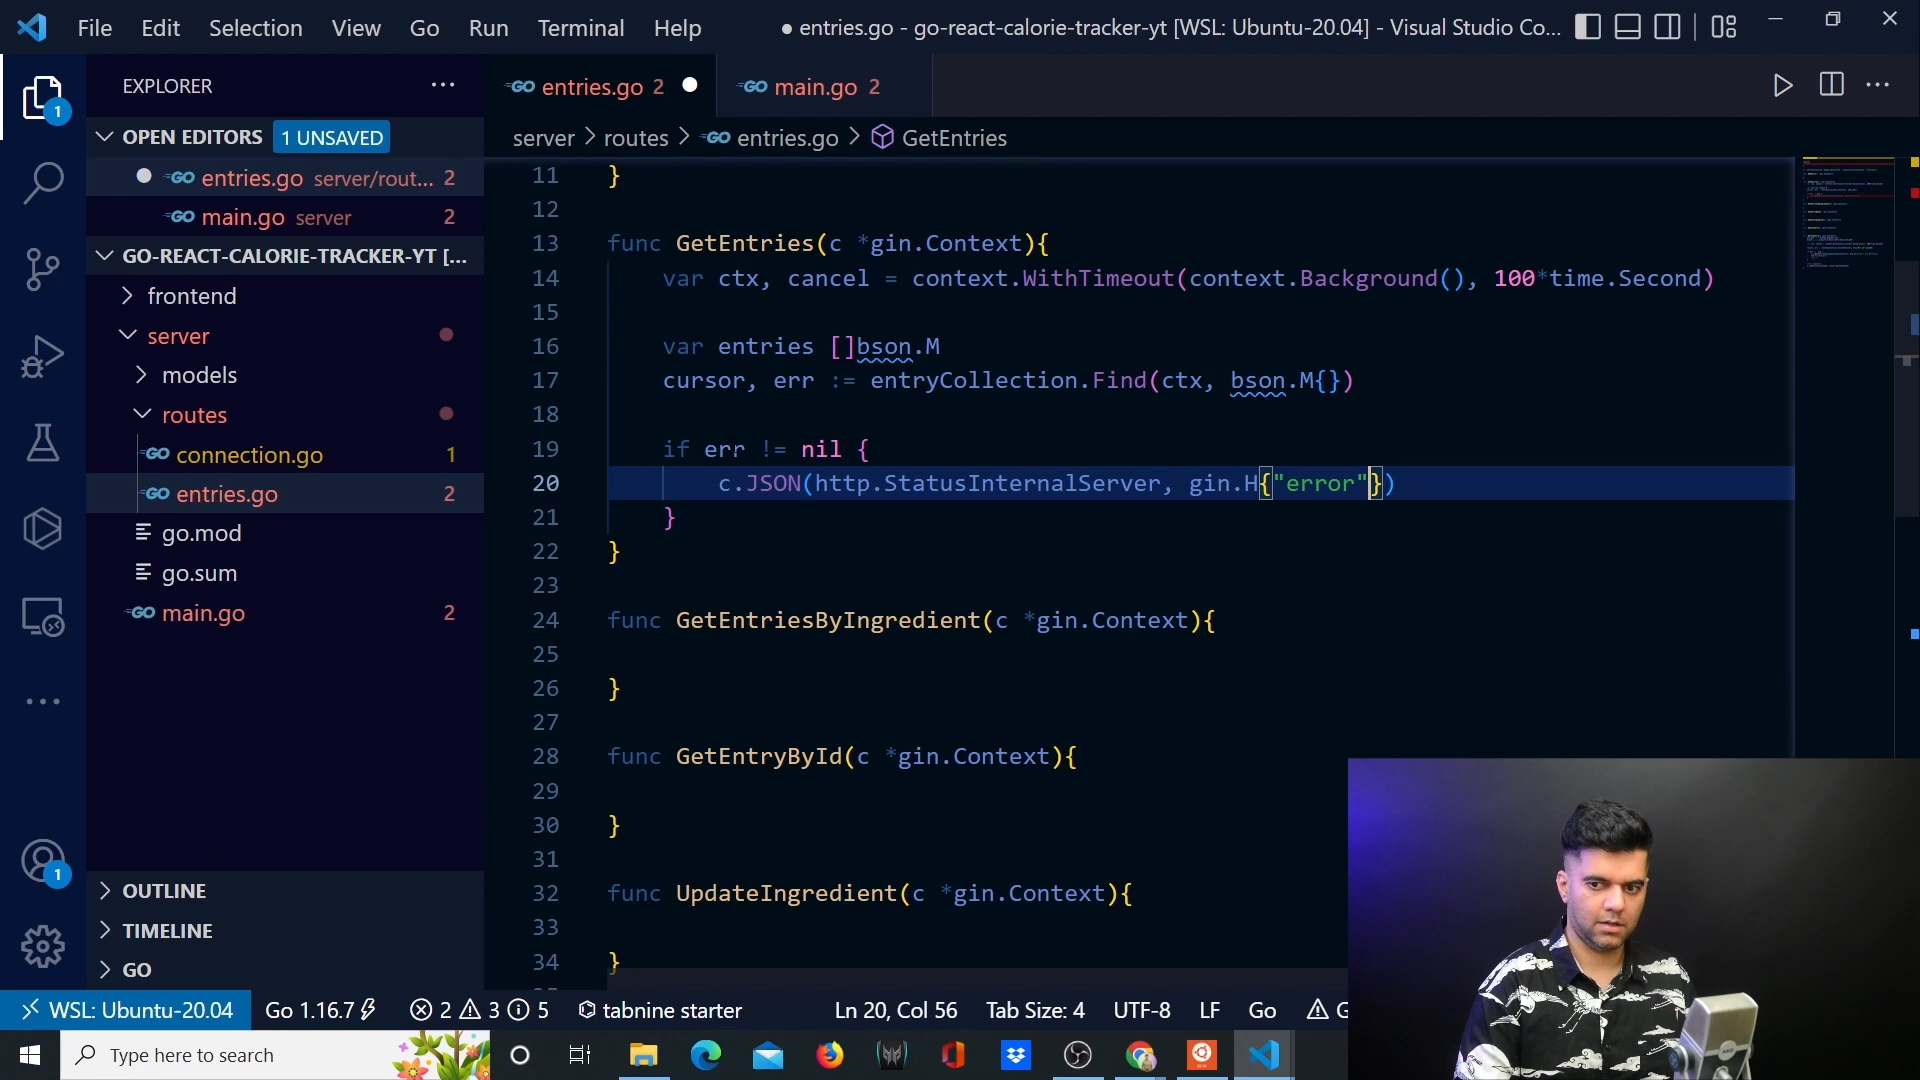 File Edit Selection View Go Run Terminal Help
● entries.go - go-react-calorie-tracker-yt [WSL: Ubuntu-20.04] - Visual Studio Co...
EXPLORER
entries.go 2
main.go 2
1
OPEN EDITORS 1 UNSAVED
server > routes > entries.go > GetEntries
entries.go server/rout... 2
main.go server 2
GO-REACT-CALORIE-TRACKER-YT [...
frontend
server
models
routes
connection.go 1
entries.go 2
go.mod
go.sum
main.go 2
1
OUTLINE
TIMELINE
GO
11 }
12
13 func GetEntries(c *gin.Context){
14 var ctx, cancel = context.WithTimeout(context.Background(), 100*time.Second)
15
16 var entries []bson.M
17 cursor, err := entryCollection.Find(ctx, bson.M{})
18
19 if err != nil {
20 c.JSON(http.StatusInternalServer, gin.H{"error"})
21 }
22 }
23
24 func GetEntriesByIngredient(c *gin.Context){
25
26 }
27
28 func GetEntryById(c *gin.Context){
29
30 }
31
32 func UpdateIngredient(c *gin.Context){
33
34 }
WSL: Ubuntu-20.04 Go 1.16.7 2 3 5 tabnine starter Ln 20, Col 56 Tab Size: 4 UTF-8 LF Go G
Type here to search